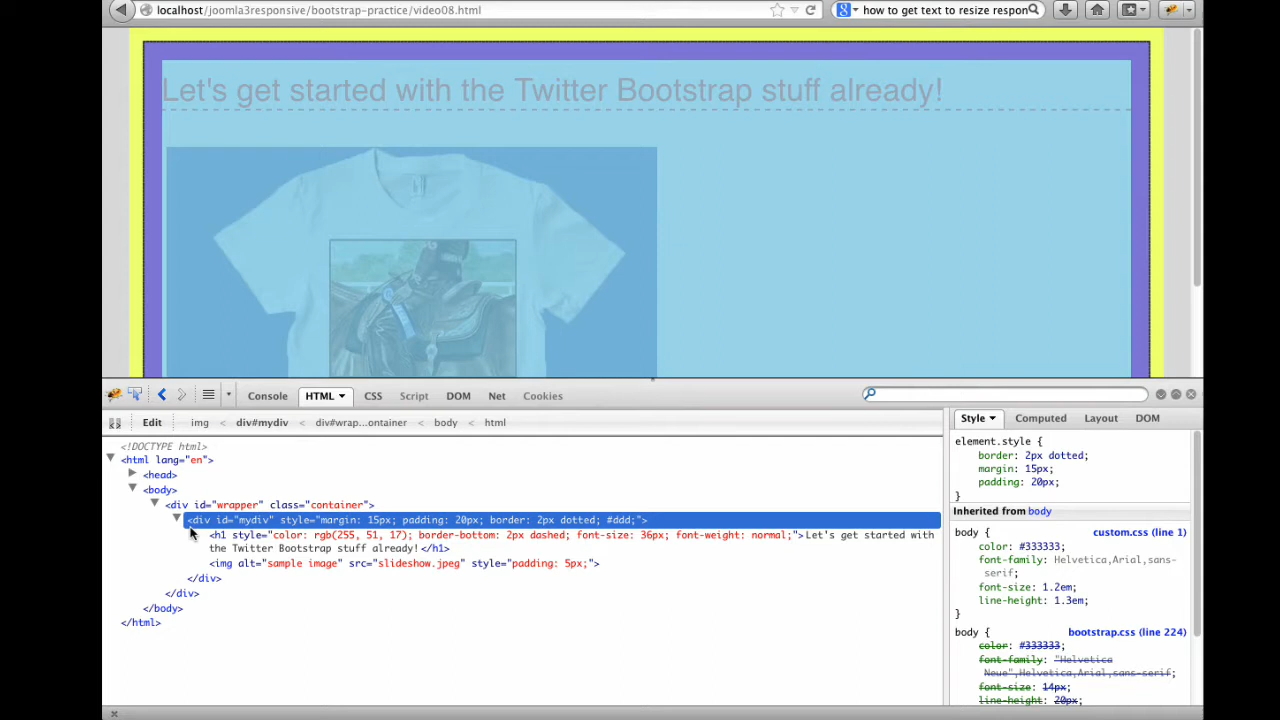 localhost/joomla3responsive/bootstrap-practice/video08.html
how to get text to resize respon
Let's get started with the Twitter Bootstrap stuff already!
Console HTML CSS Script DOM Net Cookies
Edit img < div#mydiv < div#wrap...ontainer < body < html
<!DOCTYPE html>
<html lang="en">
<head>
<body>
<div id="wrapper" class="container">
<div id="mydiv" style="margin: 15px; padding: 20px; border: 2px dotted; #ddd;">
<h1 style="color: rgb(255, 51, 17); border-bottom: 2px dashed; font-size: 36px; font-weight: normal;">Let's get started with
the Twitter Bootstrap stuff already!</h1>
<img alt="sample image" src="slideshow.jpeg" style="padding: 5px;">
</div>
</div>
</body>
</html>
Style Computed Layout DOM
element.style {
border: 2px dotted;
margin: 15px;
padding: 20px;
}
Inherited from body
body { custom.css (line 1)
color: #333333;
font-family: Helvetica,Arial,sans-
serif;
font-size: 1.2em;
line-height: 1.3em;
}
body { bootstrap.css (line 224)
color: #333333;
font-family: "Helvetica
Neue",Helvetica,Arial,sans-serif;
font-size: 14px;
line-height: 20px;